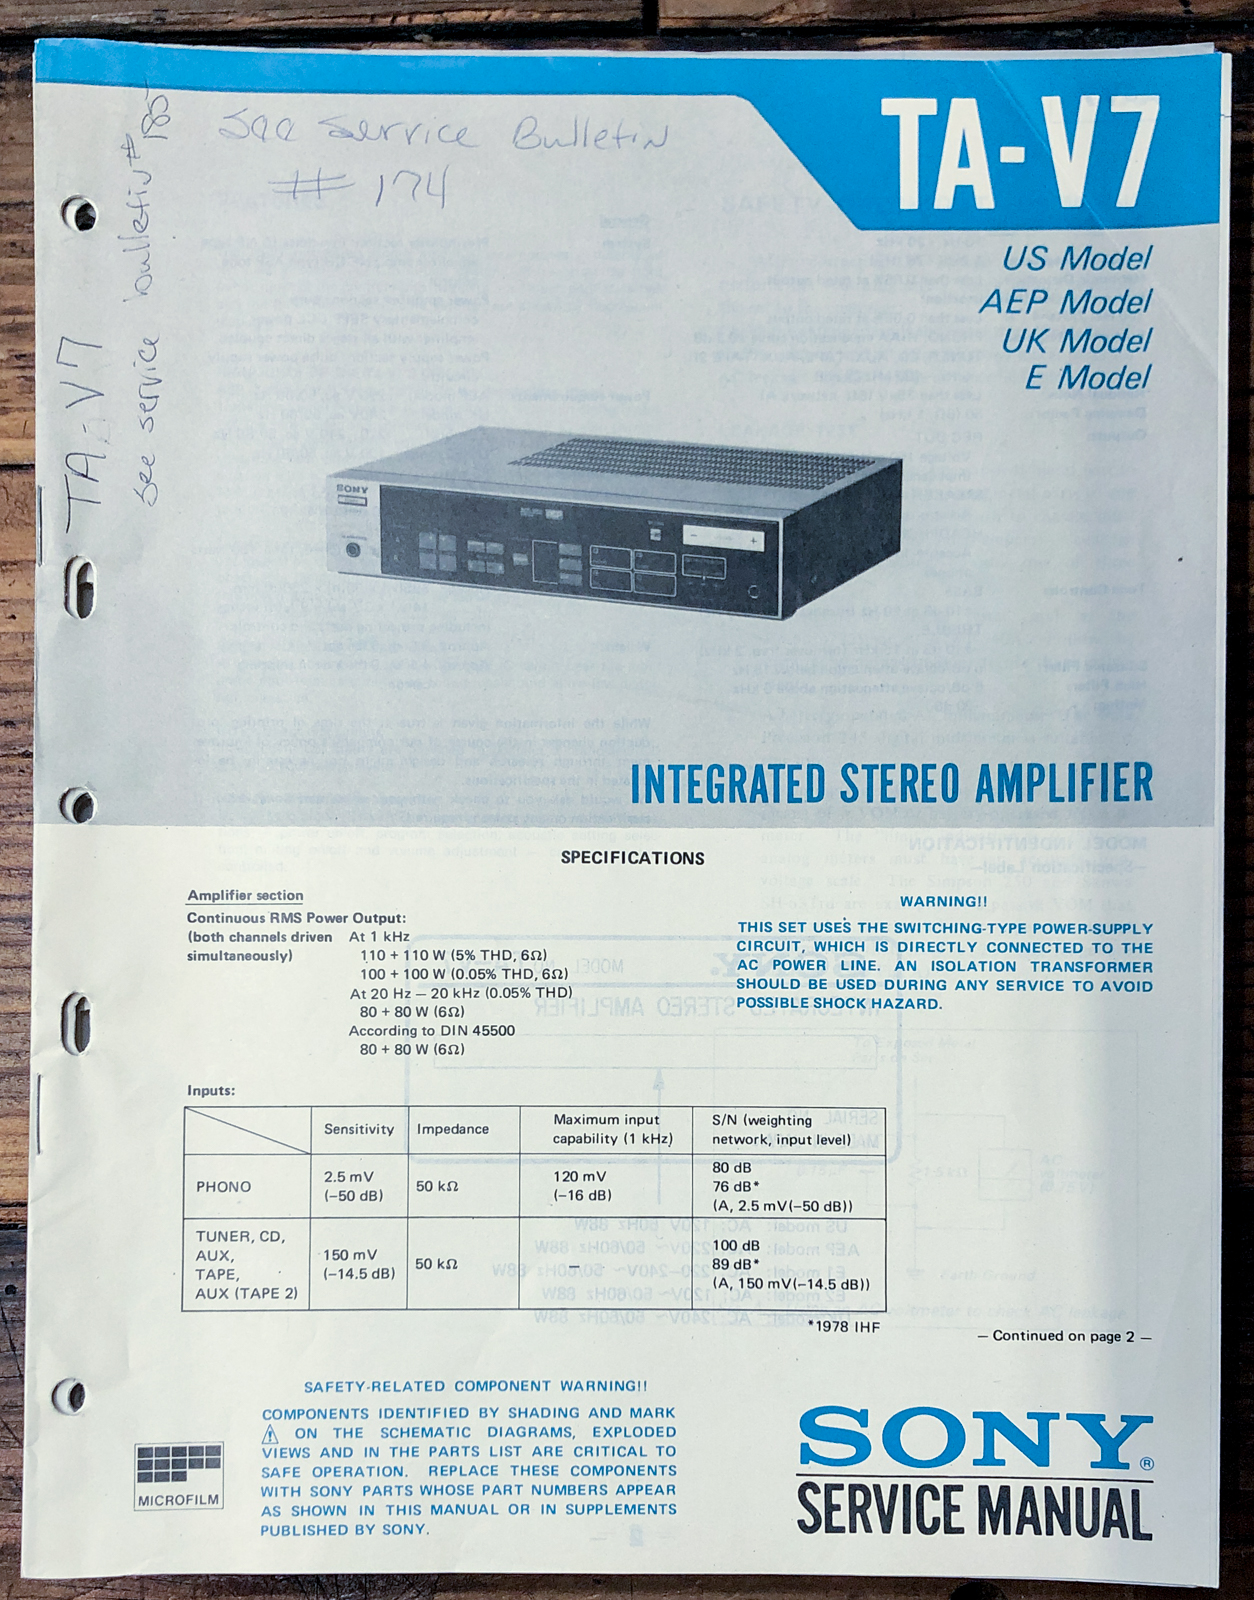 TA-V7
See Service Bulletin
# 174
TA-V7
See service bulletin # 185
US Model
AEP Model
UK Model
E Model
SONY
INTEGRATED STEREO AMPLIFIER
SPECIFICATIONS
Amplifier section
Continuous RMS Power Output:
(both channels driven At 1 kHz
simultaneously) 110 + 110 W (5% THD, 6Ω)
100 + 100 W (0.05% THD, 6Ω)
At 20 Hz – 20 kHz (0.05% THD)
80 + 80 W (6Ω)
According to DIN 45500
80 + 80 W (6Ω)
WARNING!!
THIS SET USES THE SWITCHING-TYPE POWER-SUPPLY
CIRCUIT, WHICH IS DIRECTLY CONNECTED TO THE
AC POWER LINE. AN ISOLATION TRANSFORMER
SHOULD BE USED DURING ANY SERVICE TO AVOID
POSSIBLE SHOCK HAZARD.
Inputs:
Sensitivity Impedance Maximum input capability (1 kHz) S/N (weighting network, input level)
PHONO 2.5 mV (–50 dB) 50 kΩ 120 mV (–16 dB) 80 dB 76 dB* (A, 2.5 mV(–50 dB))
TUNER, CD, AUX, TAPE, AUX (TAPE 2) 150 mV (–14.5 dB) 50 kΩ – 100 dB 89 dB* (A, 150 mV(–14.5 dB))
*1978 IHF
– Continued on page 2 –
SAFETY-RELATED COMPONENT WARNING!!
COMPONENTS IDENTIFIED BY SHADING AND MARK
⚠ ON THE SCHEMATIC DIAGRAMS, EXPLODED
VIEWS AND IN THE PARTS LIST ARE CRITICAL TO
SAFE OPERATION. REPLACE THESE COMPONENTS
WITH SONY PARTS WHOSE PART NUMBERS APPEAR
AS SHOWN IN THIS MANUAL OR IN SUPPLEMENTS
PUBLISHED BY SONY.
MICROFILM
SONY®
SERVICE MANUAL